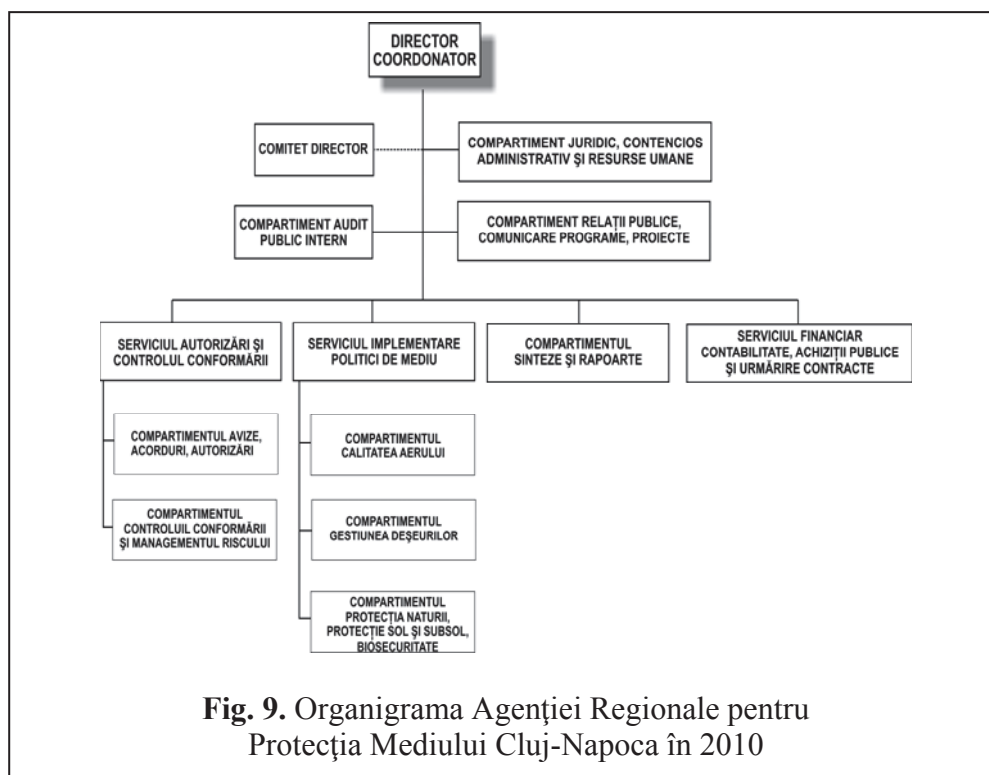 DIRECTOR
COORDONATOR
COMITET DIRECTOR
COMPARTIMENT JURIDIC, CONTENCIOS
ADMINISTRATIV ŞI RESURSE UMANE
COMPARTIMENT AUDIT
PUBLIC INTERN
COMPARTIMENT RELAŢII PUBLICE,
COMUNICARE PROGRAME, PROIECTE
SERVICIUL AUTORIZĂRI ŞI
CONTROLUL CONFORMĂRII
SERVICIUL IMPLEMENTARE
POLITICI DE MEDIU
COMPARTIMENTUL
SINTEZE ŞI RAPOARTE
SERVICIUL FINANCIAR
CONTABILITATE, ACHIZIŢII PUBLICE
ŞI URMĂRIRE CONTRACTE
COMPARTIMENTUL AVIZE,
ACORDURI, AUTORIZĂRI
COMPARTIMENTUL
CALITATEA AERULUI
COMPARTIMENTUL
CONTROLUIL CONFORMĂRII
ŞI MANAGEMENTUL RISCULUI
COMPARTIMENTUL
GESTIUNEA DEŞEURILOR
COMPARTIMENTUL
PROTECŢIA NATURII,
PROTECŢIE SOL ŞI SUBSOL,
BIOSECURITATE
Fig. 9. Organigrama Agenţiei Regionale pentru
Protecţia Mediului Cluj-Napoca în 2010